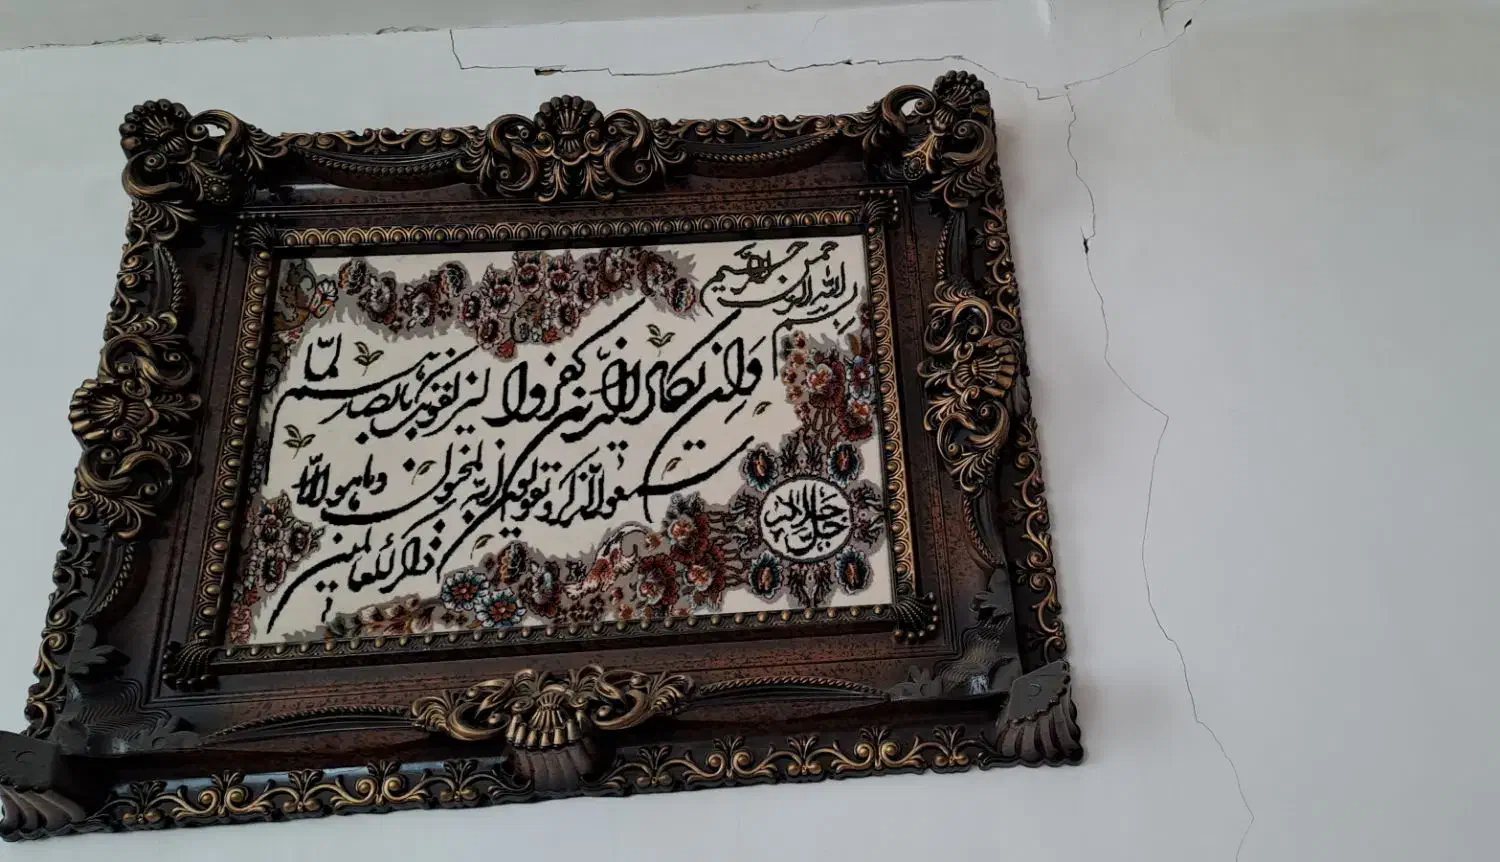 بسم الله الرحمن الرحیم
وان یکاد الذین کفروا لیزلقونک بابصارهم لما
سمعوا الذکر و یقولون انه لمجنون وما هو الا
ذکر للعالمین
جل جلاله